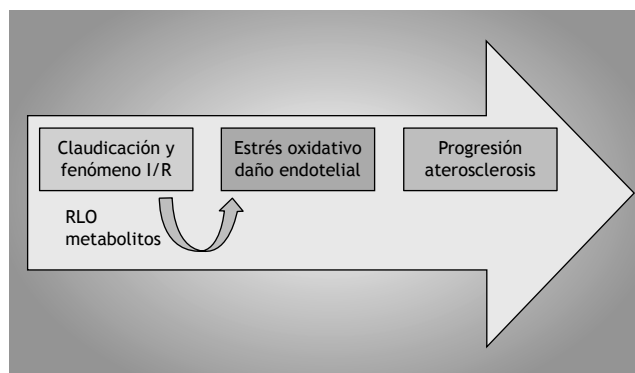 Claudicación y
fenómeno I/R
Estrés oxidativo
daño endotelial
Progresión
aterosclerosis
RLO
metabolitos